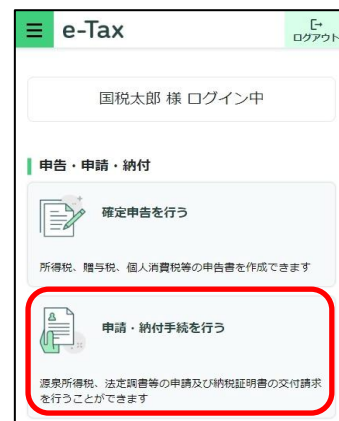 e-Tax
ログアウト
国税太郎 様 ログイン中
申告・申請・納付
確定申告を行う
所得税、贈与税、個人消費税等の申告書を作成できます
申請・納付手続を行う
源泉所得税、法定調書等の申請及び納税証明書の交付請求
を行うことができます